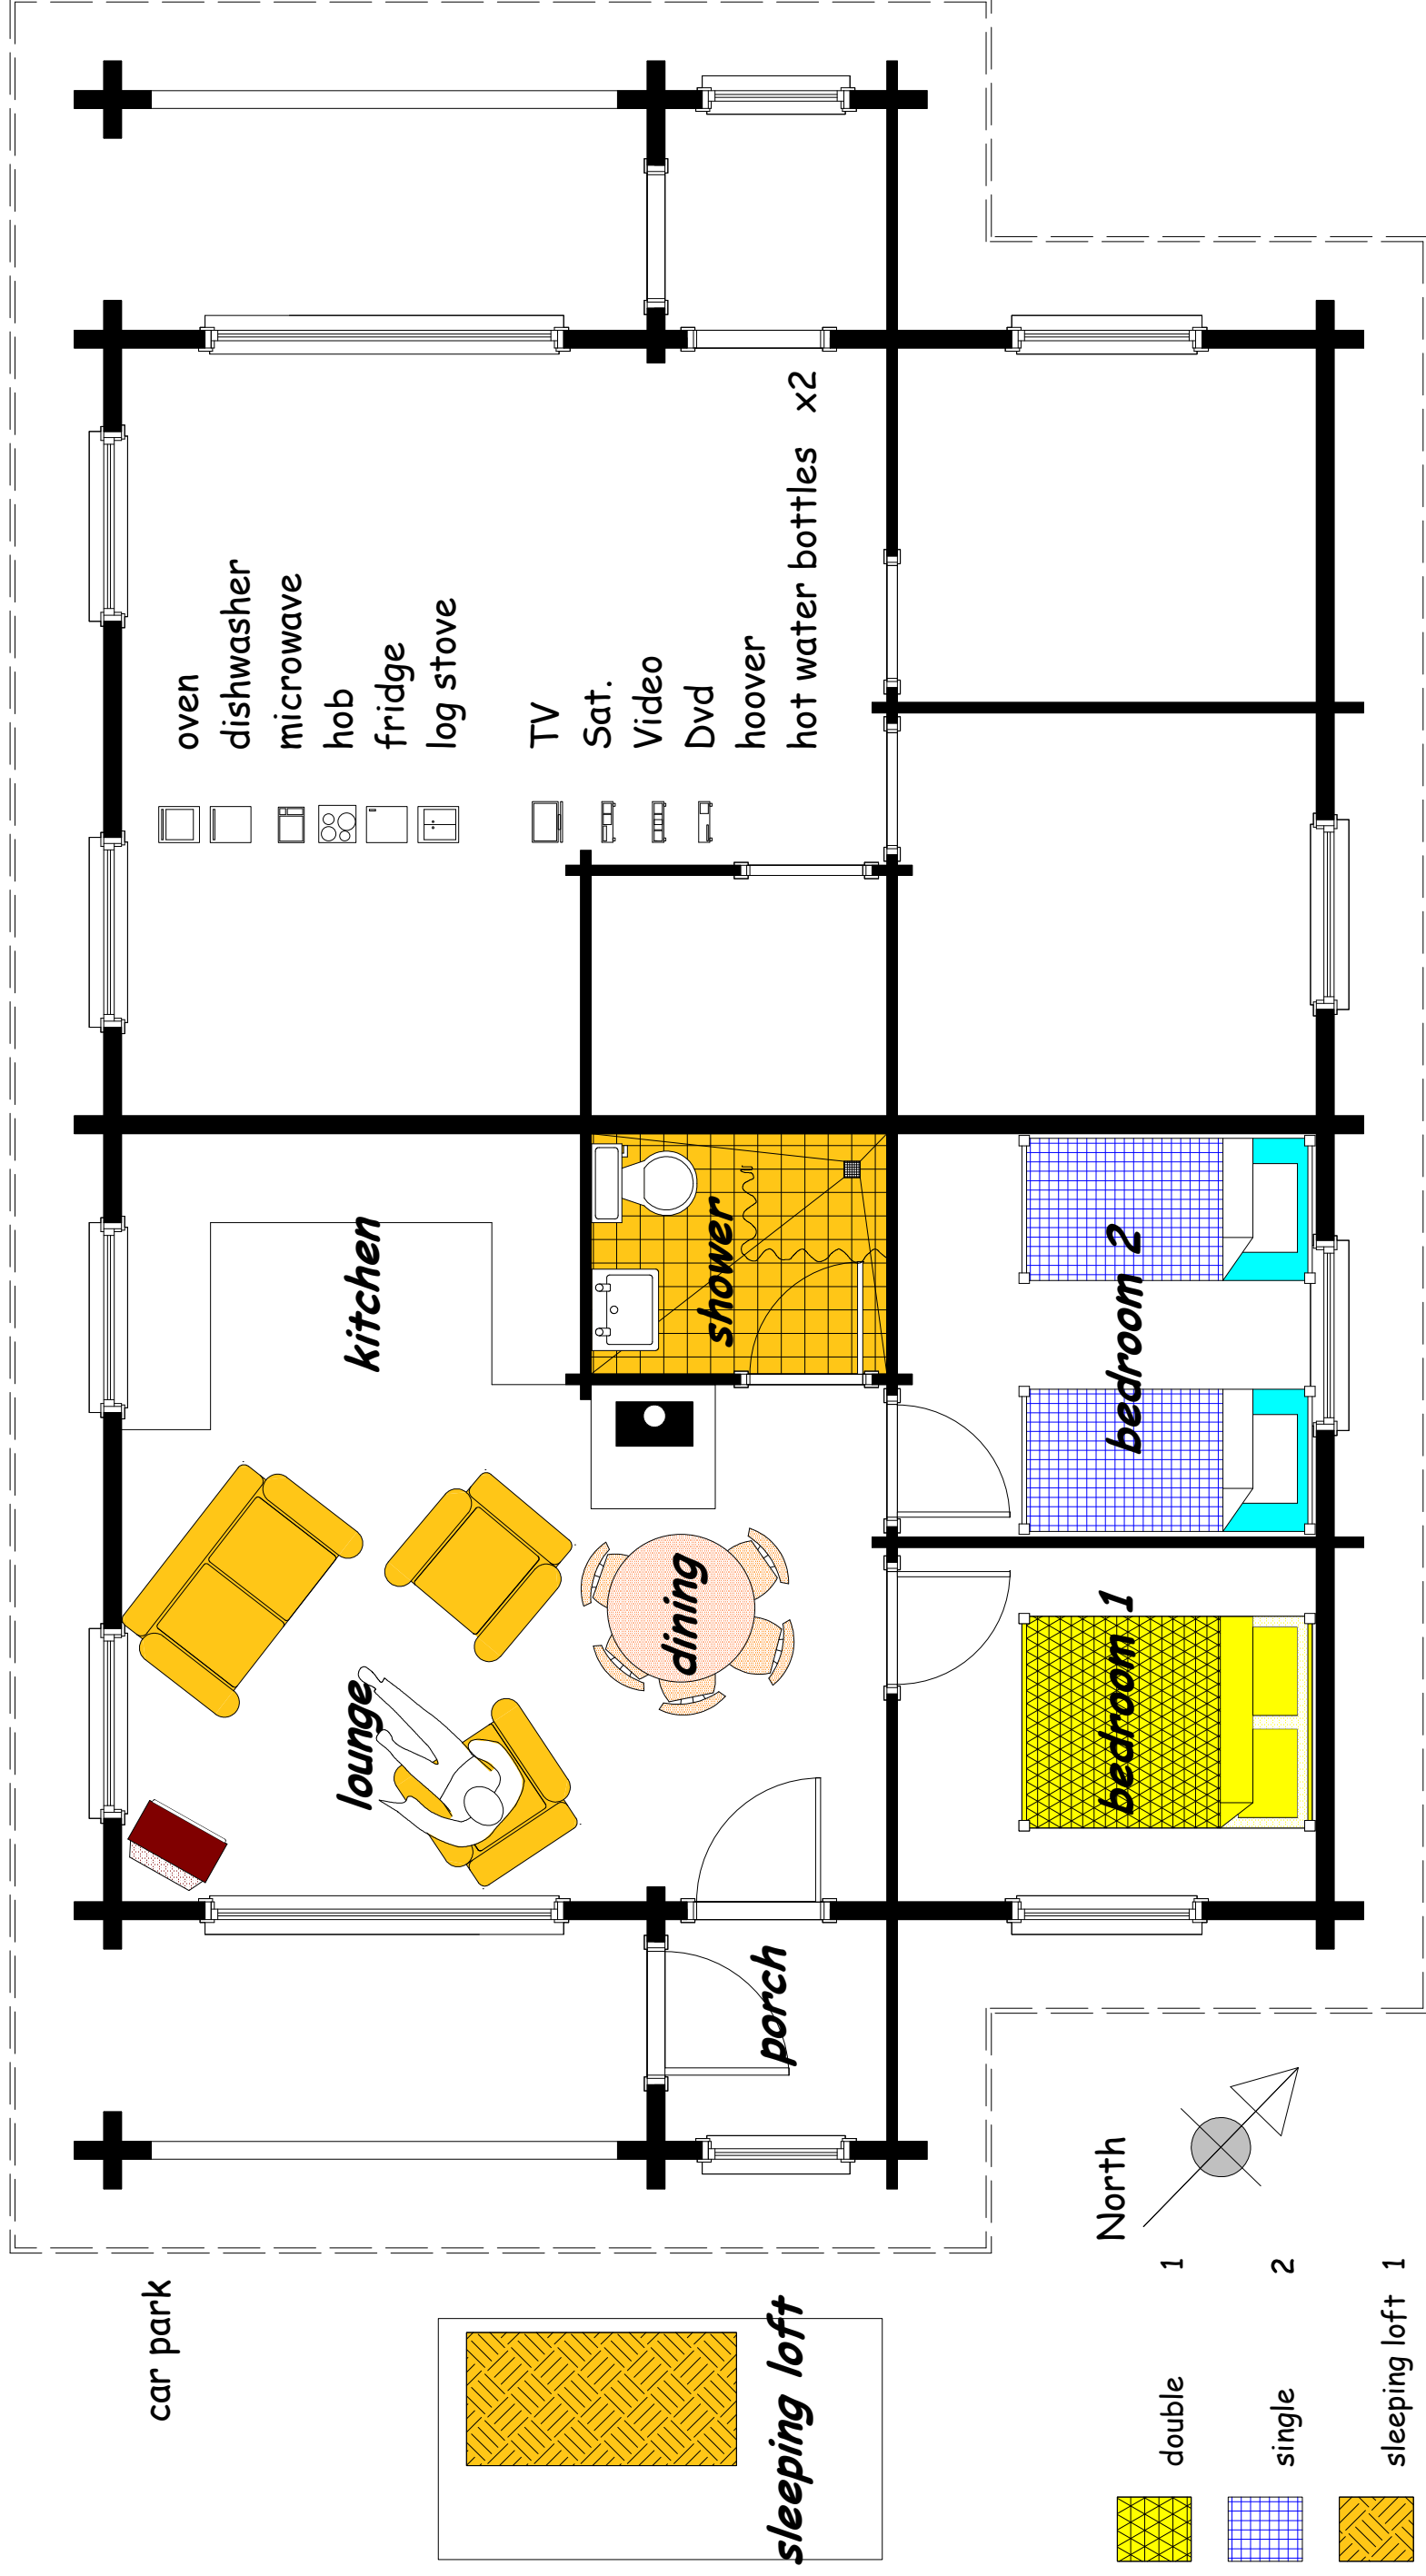 oven
dishwasher
microwave
hob
fridge
log stove
TV
Sat.
Video
Dvd
hoover
hot water bottles x2
kitchen
shower
bedroom 2
lounge
dining
bedroom 1
porch
North
car park
sleeping loft
double 1
single 2
sleeping loft 1